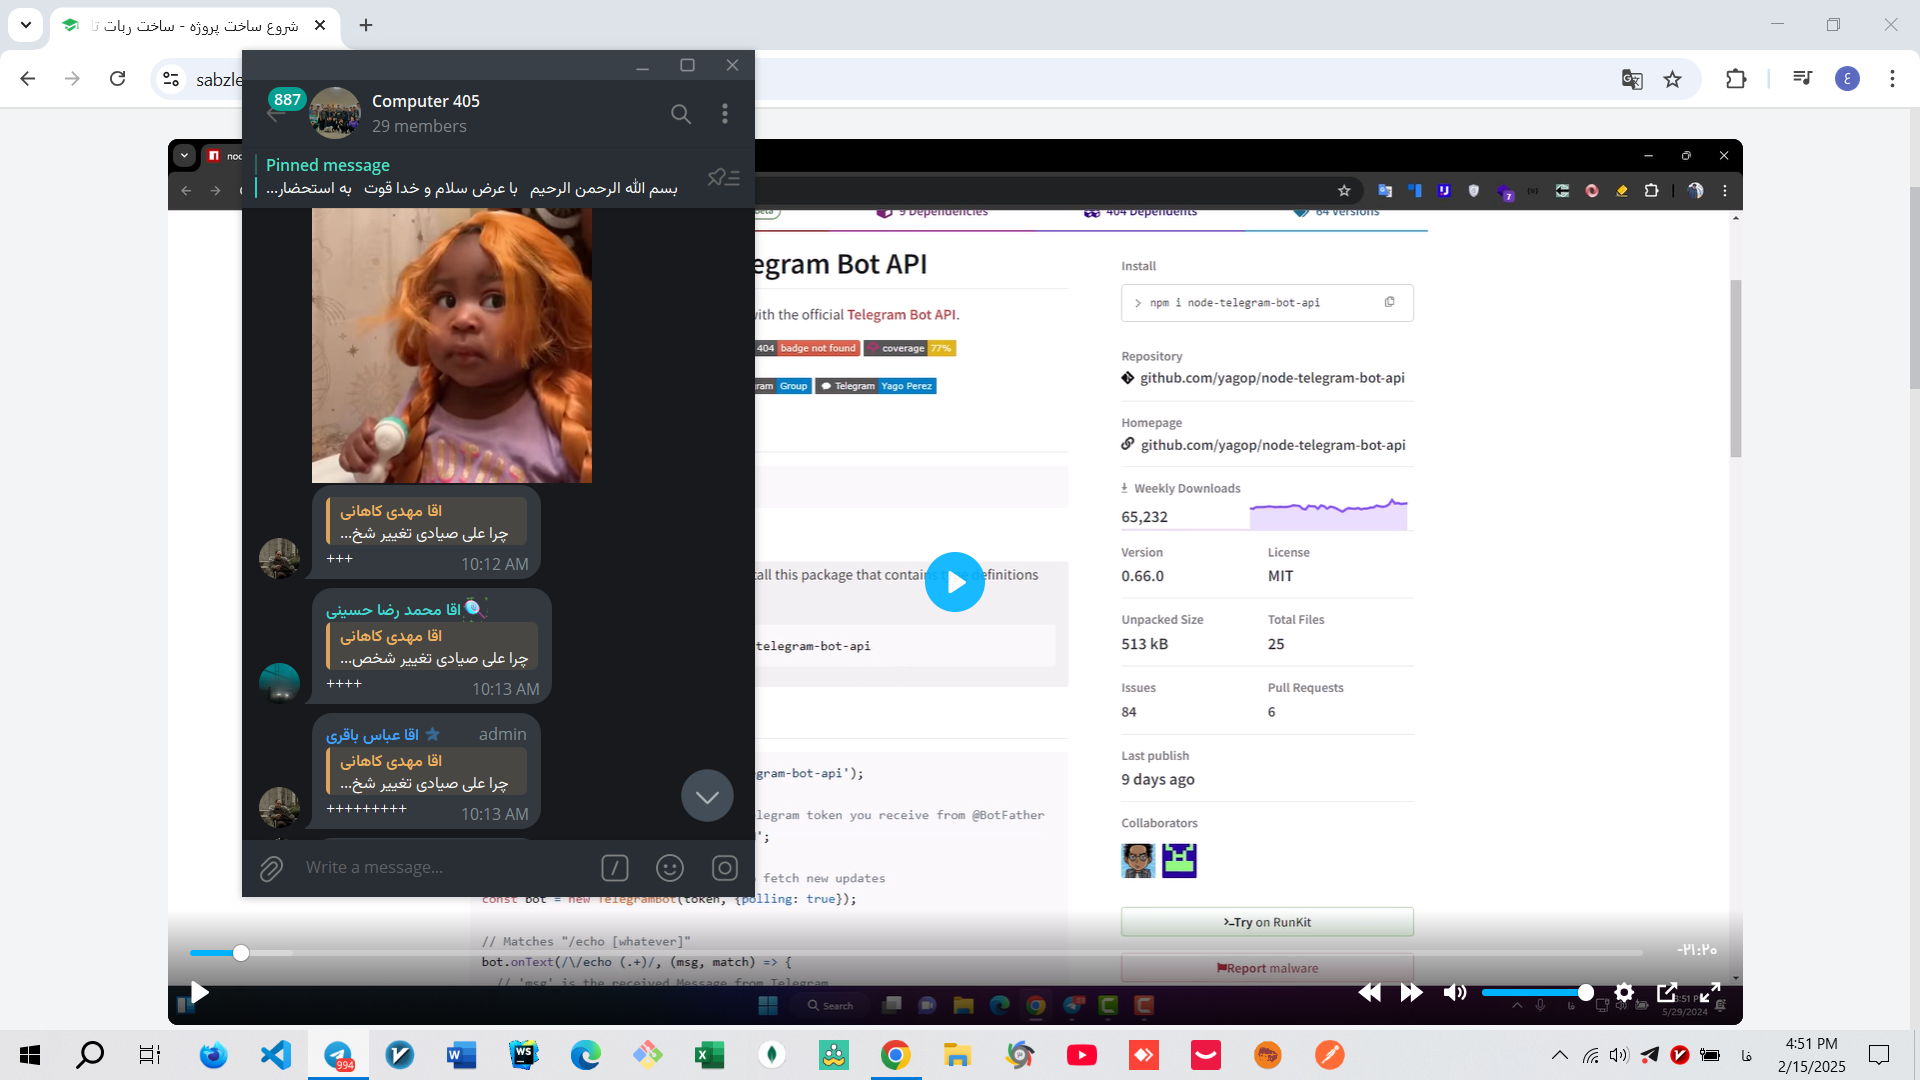 شروع ساخت پروژه - ساخت ربات تا
sabzle
887
Computer 405
29 members
Pinned message
بسم الله الرحمن الرحیم با عرض سلام و خدا قوت به استحضار...
اقا مهدی کاهانی
چرا علی صیادی تغییر شخ...
+++
10:12 AM
اقا محمد رضا حسینی
اقا مهدی کاهانی
چرا علی صیادی تغییر شخص...
++++
10:13 AM
اقا عباس باقری
admin
اقا مهدی کاهانی
چرا علی صیادی تغییر شخ...
+++++++++
10:13 AM
Write a message...
9 Dependencies
404 Dependents
64 Versions
egram Bot API
with the official Telegram Bot API.
404 badge not found
coverage 77%
ram Group
Telegram Yago Perez
tall this package that contains definitions
telegram-bot-api
gram-bot-api');
legram token you receive from @BotFather
';
fetch new updates
const bot = new TelegramBot(token, {polling: true});
// Matches "/echo [whatever]"
bot.onText(/\/echo (.+)/, (msg, match) => {
// 'msg' is the received Message from Telegram
Install
> npm i node-telegram-bot-api
Repository
github.com/yagop/node-telegram-bot-api
Homepage
github.com/yagop/node-telegram-bot-api
Weekly Downloads
65,232
Version
License
0.66.0
MIT
Unpacked Size
Total Files
513 kB
25
Issues
Pull Requests
84
6
Last publish
9 days ago
Collaborators
>_Try on RunKit
Report malware
-۲۱:۲۰
Search
5/29/2024
994
فا
4:51 PM
2/15/2025